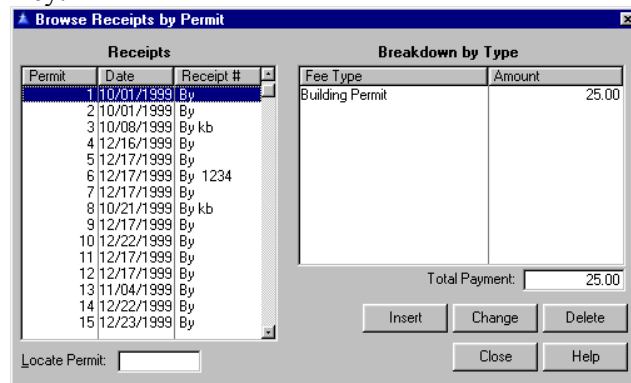 Browse Receipts by Permit
Receipts
Permit Date Receipt #
1 10/01/1999 By
2 10/01/1999 By
3 10/08/1999 By kb
4 12/16/1999 By
5 12/17/1999 By
6 12/17/1999 By 1234
7 12/17/1999 By
8 10/21/1999 By kb
9 12/17/1999 By
10 12/22/1999 By
11 12/17/1999 By
12 12/17/1999 By
13 11/04/1999 By
14 12/22/1999 By
15 12/23/1999 By
Locate Permit:
Breakdown by Type
Fee Type Amount
Building Permit 25.00
Total Payment: 25.00
Insert Change Delete
Close Help